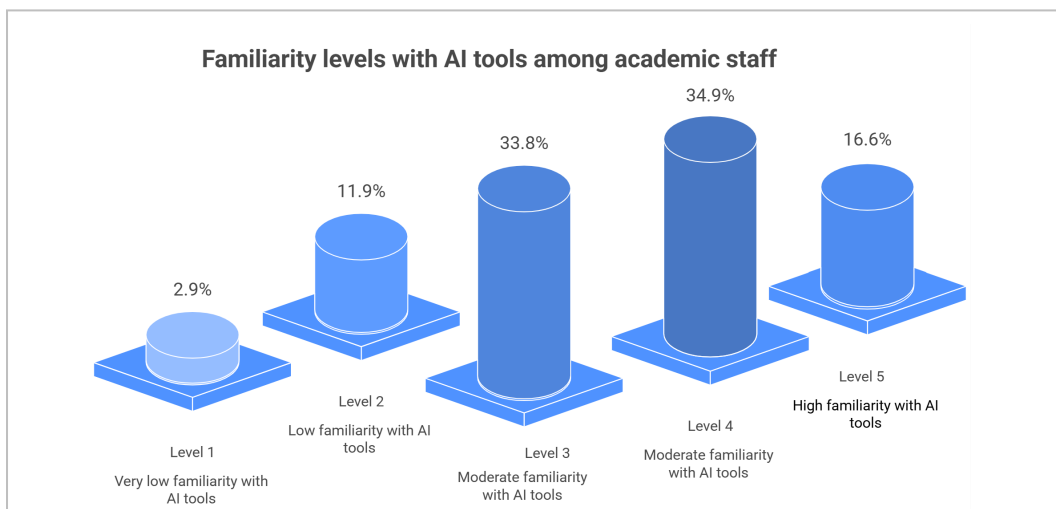 Familiarity levels with AI tools among academic staff
2.9%
11.9%
33.8%
34.9%
16.6%
Level 1
Very low familiarity with
AI tools
Level 2
Low familiarity with AI
tools
Level 3
Moderate familiarity
with AI tools
Level 4
Moderate familiarity
with AI tools
Level 5
High familiarity with AI
tools